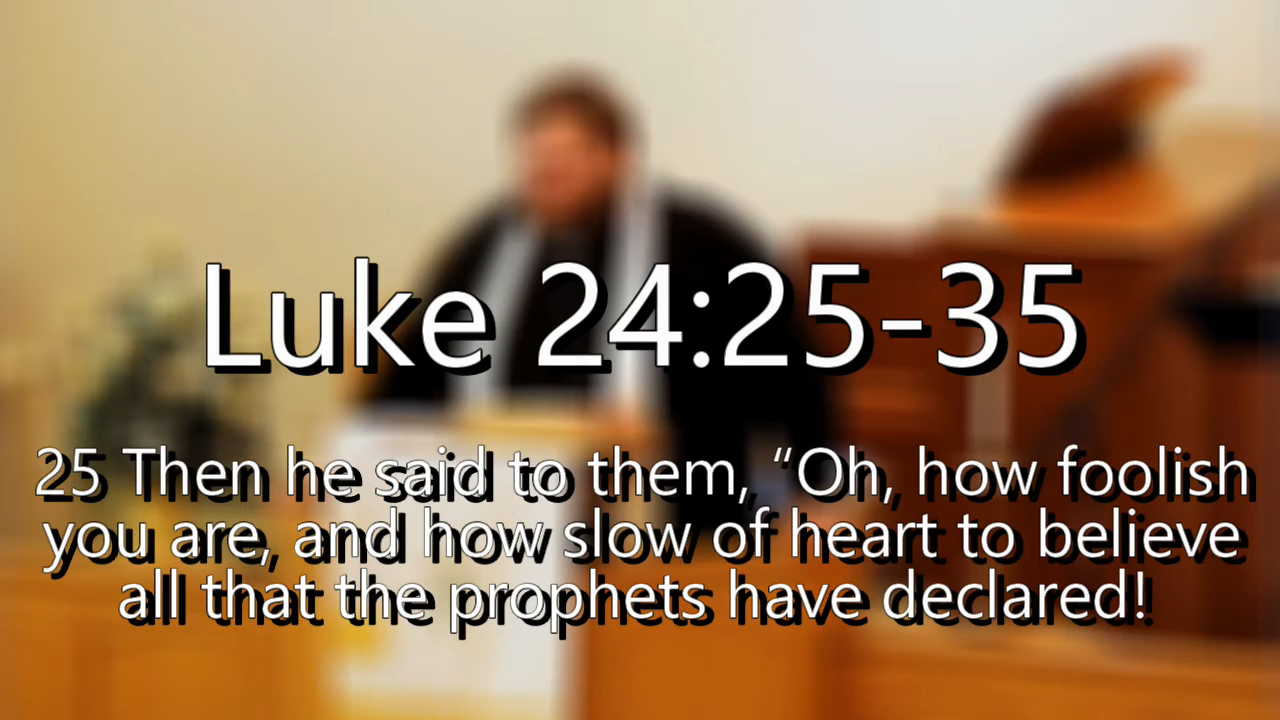 Luke 24:25-35
25 Then he said to them, “Oh, how foolish
you are, and how slow of heart to believe
all that the prophets have declared!